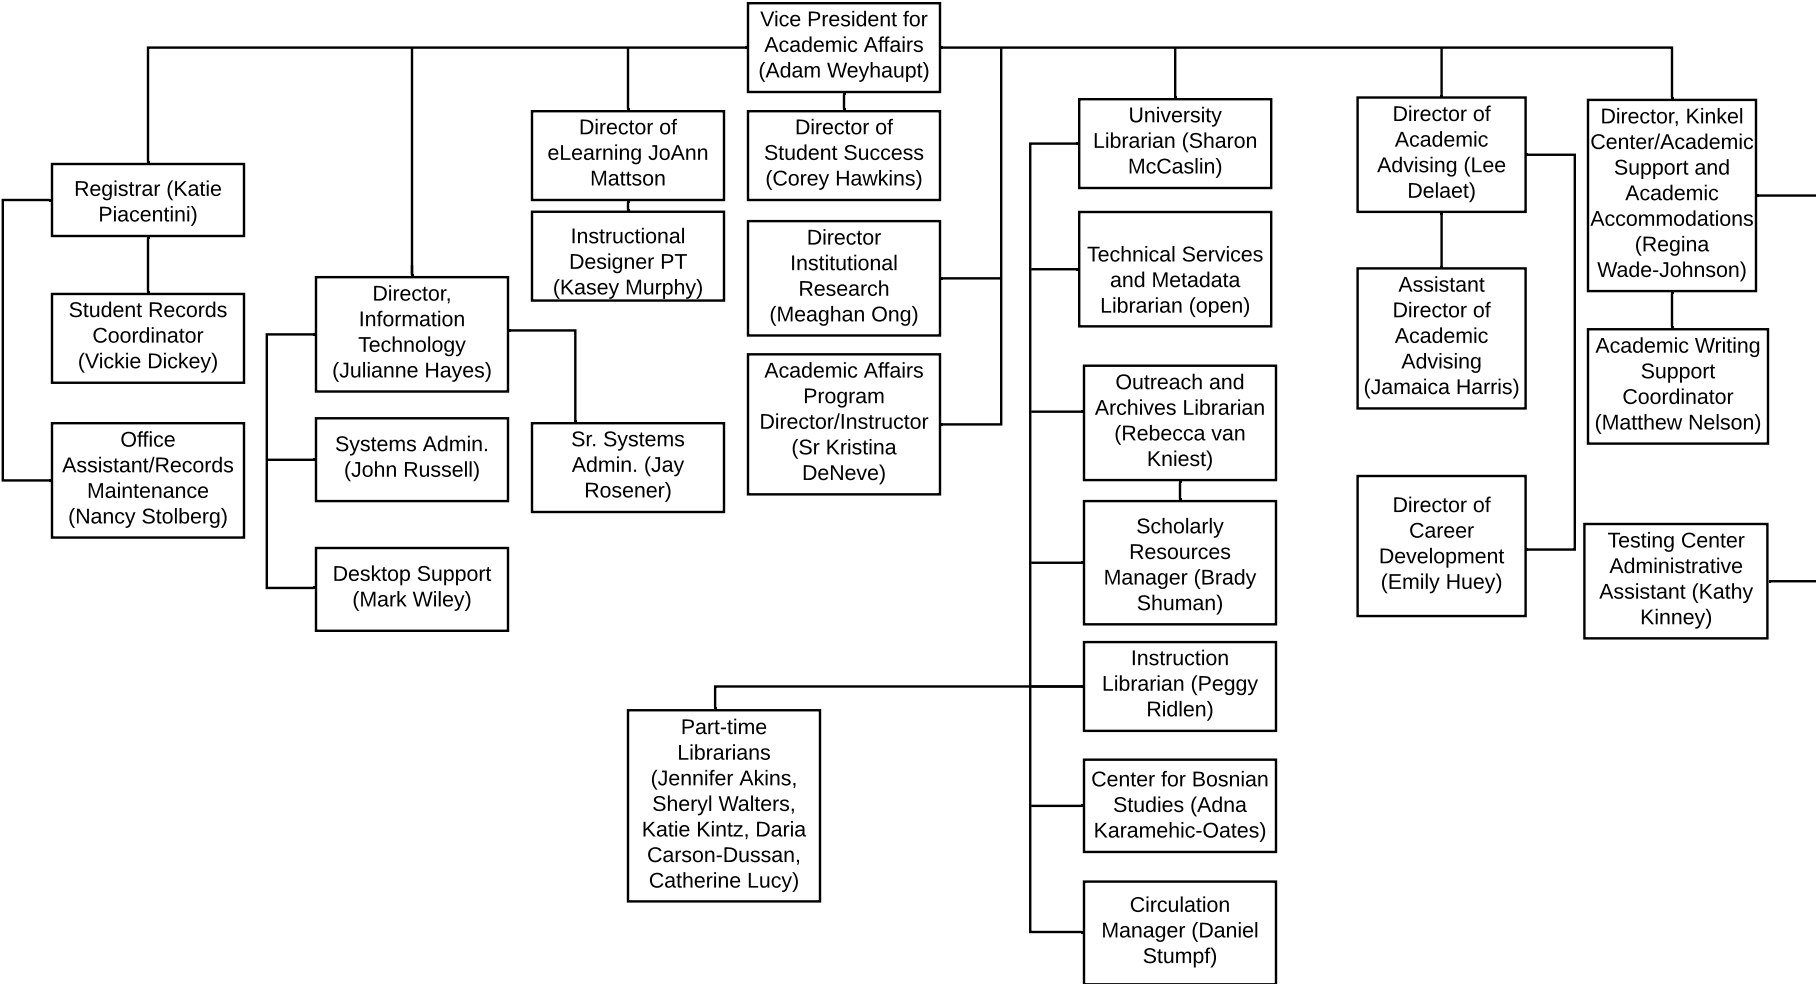 Vice President for
Academic Affairs
(Adam Weyhaupt)
Registrar (Katie
Piacentini)
Student Records
Coordinator
(Vickie Dickey)
Office
Assistant/Records
Maintenance
(Nancy Stolberg)
Director,
Information
Technology
(Julianne Hayes)
Systems Admin.
(John Russell)
Desktop Support
(Mark Wiley)
Sr. Systems
Admin. (Jay
Rosener)
Director of
eLearning JoAnn
Mattson
Instructional
Designer PT
(Kasey Murphy)
Director of
Student Success
(Corey Hawkins)
Director
Institutional
Research
(Meaghan Ong)
Academic Affairs
Program
Director/Instructor
(Sr Kristina
DeNeve)
University
Librarian (Sharon
McCaslin)
Technical Services
and Metadata
Librarian (open)
Outreach and
Archives Librarian
(Rebecca van
Kniest)
Scholarly
Resources
Manager (Brady
Shuman)
Instruction
Librarian (Peggy
Ridlen)
Part-time
Librarians
(Jennifer Akins,
Sheryl Walters,
Katie Kintz, Daria
Carson-Dussan,
Catherine Lucy)
Center for Bosnian
Studies (Adna
Karamehic-Oates)
Circulation
Manager (Daniel
Stumpf)
Director of
Academic
Advising (Lee
Delaet)
Assistant
Director of
Academic
Advising
(Jamaica Harris)
Director of
Career
Development
(Emily Huey)
Director, Kinkel
Center/Academic
Support and
Academic
Accommodations
(Regina
Wade-Johnson)
Academic Writing
Support
Coordinator
(Matthew Nelson)
Testing Center
Administrative
Assistant (Kathy
Kinney)